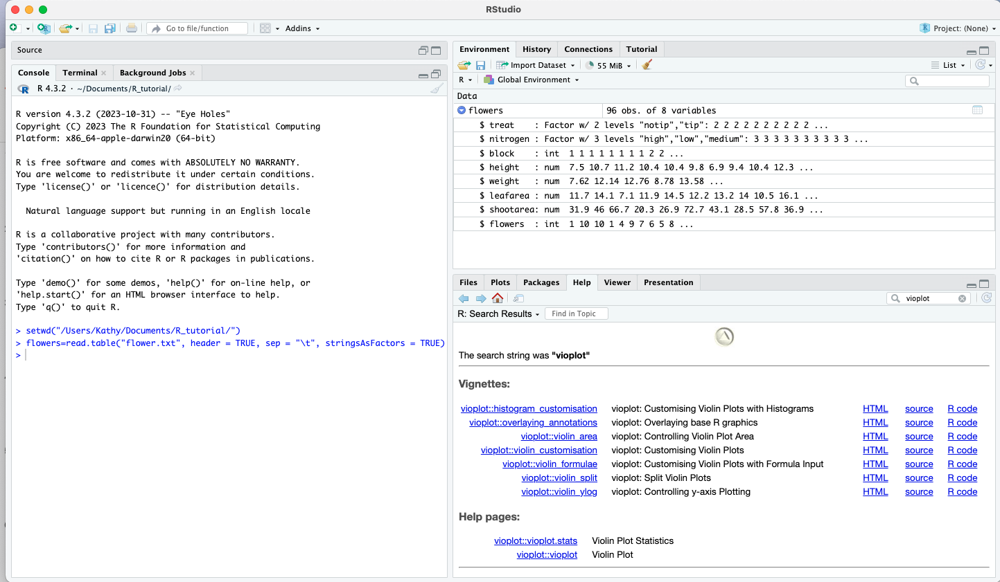 RStudio
Go to file/function
Addins
Project: (None)
Source
Console Terminal Background Jobs
R 4.3.2 · ~/Documents/R_tutorial/
R version 4.3.2 (2023-10-31) -- "Eye Holes"
Copyright (C) 2023 The R Foundation for Statistical Computing
Platform: x86_64-apple-darwin20 (64-bit)
R is free software and comes with ABSOLUTELY NO WARRANTY.
You are welcome to redistribute it under certain conditions.
Type 'license()' or 'licence()' for distribution details.
Natural language support but running in an English locale
R is a collaborative project with many contributors.
Type 'contributors()' for more information and
'citation()' on how to cite R or R packages in publications.
Type 'demo()' for some demos, 'help()' for on-line help, or
'help.start()' for an HTML browser interface to help.
Type 'q()' to quit R.
> setwd("/Users/Kathy/Documents/R_tutorial/")
> flowers=read.table("flower.txt", header = TRUE, sep = "\t", stringsAsFactors = TRUE)
>
Environment History Connections Tutorial
Import Dataset 55 MiB List
R Global Environment
Data
flowers 96 obs. of 8 variables
$ treat : Factor w/ 2 levels "notip","tip": 2 2 2 2 2 2 2 2 2 2 ...
$ nitrogen : Factor w/ 3 levels "high","low","medium": 3 3 3 3 3 3 3 3 3 3 ...
$ block : int 1 1 1 1 1 1 1 1 2 2 ...
$ height : num 7.5 10.7 11.2 10.4 10.4 9.8 6.9 9.4 10.4 12.3 ...
$ weight : num 7.62 12.14 12.76 8.78 13.58 ...
$ leafarea : num 11.7 14.1 7.1 11.9 14.5 12.2 13.2 14 10.5 16.1 ...
$ shootarea: num 31.9 46 66.7 20.3 26.9 72.7 43.1 28.5 57.8 36.9 ...
$ flowers : int 1 10 10 1 4 9 7 6 5 8 ...
Files Plots Packages Help Viewer Presentation
vioplot
R: Search Results Find in Topic
The search string was "vioplot"
Vignettes:
vioplot::histogram_customisation vioplot: Customising Violin Plots with Histograms HTML source R code
vioplot::overlaying_annotations vioplot: Overlaying base R graphics HTML source R code
vioplot::violin_area vioplot: Controlling Violin Plot Area HTML source R code
vioplot::violin_customisation vioplot: Customising Violin Plots HTML source R code
vioplot::violin_formulae vioplot: Customising Violin Plots with Formula Input HTML source R code
vioplot::violin_split vioplot: Split Violin Plots HTML source R code
vioplot::violin_ylog vioplot: Controlling y-axis Plotting HTML source R code
Help pages:
vioplot::vioplot.stats Violin Plot Statistics
vioplot::vioplot Violin Plot